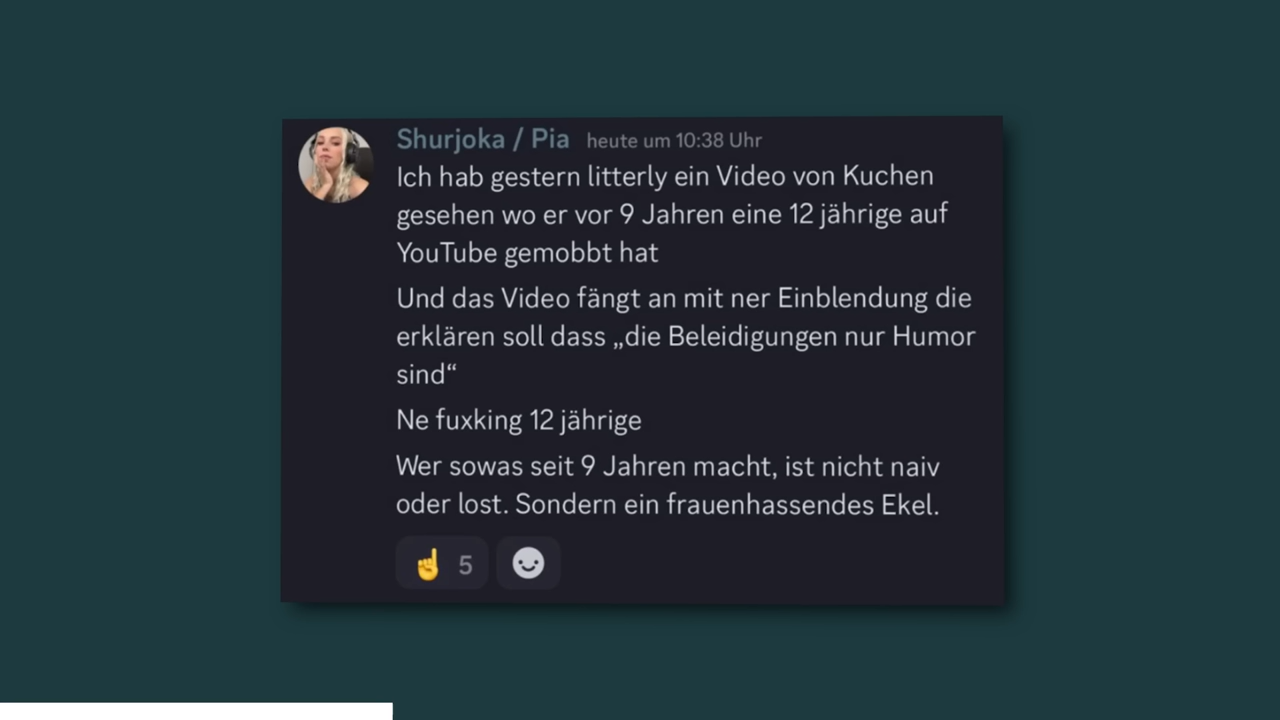 Shurjoka / Pia heute um 10:38 Uhr
Ich hab gestern litterly ein Video von Kuchen
gesehen wo er vor 9 Jahren eine 12 jährige auf
YouTube gemobbt hat
Und das Video fängt an mit ner Einblendung die
erklären soll dass „die Beleidigungen nur Humor
sind“
Ne fuxking 12 jährige
Wer sowas seit 9 Jahren macht, ist nicht naiv
oder lost. Sondern ein frauenhassendes Ekel.
☝️ 5